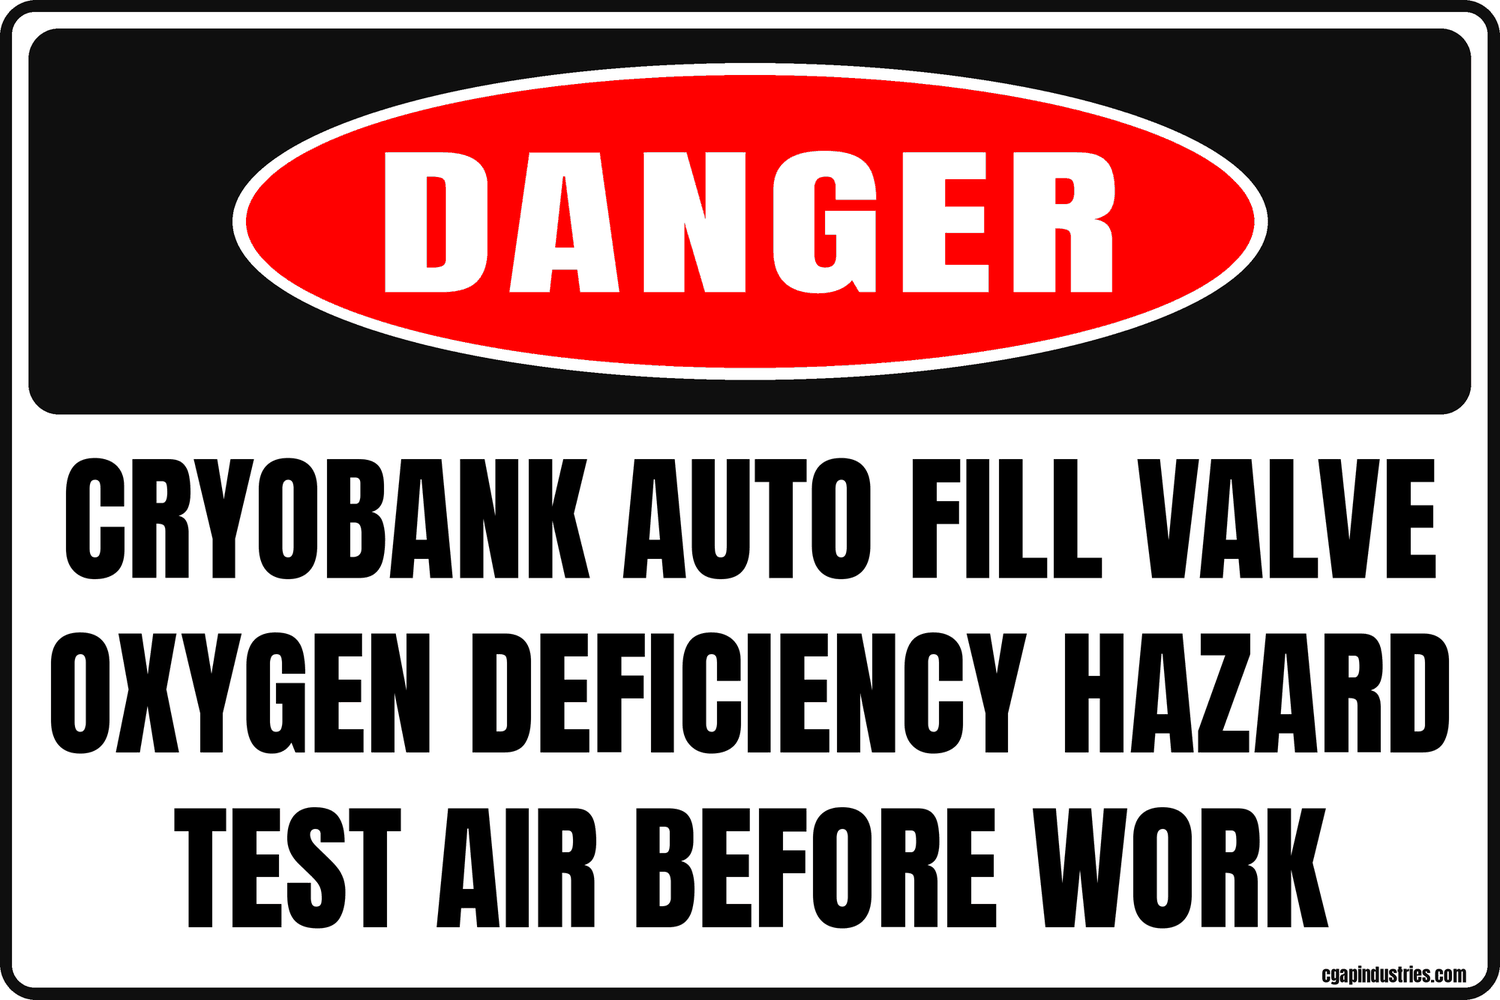 DANGER
CRYOBANK AUTO FILL VALVE
OXYGEN DEFICIENCY HAZARD
TEST AIR BEFORE WORK
cgapindustries.com